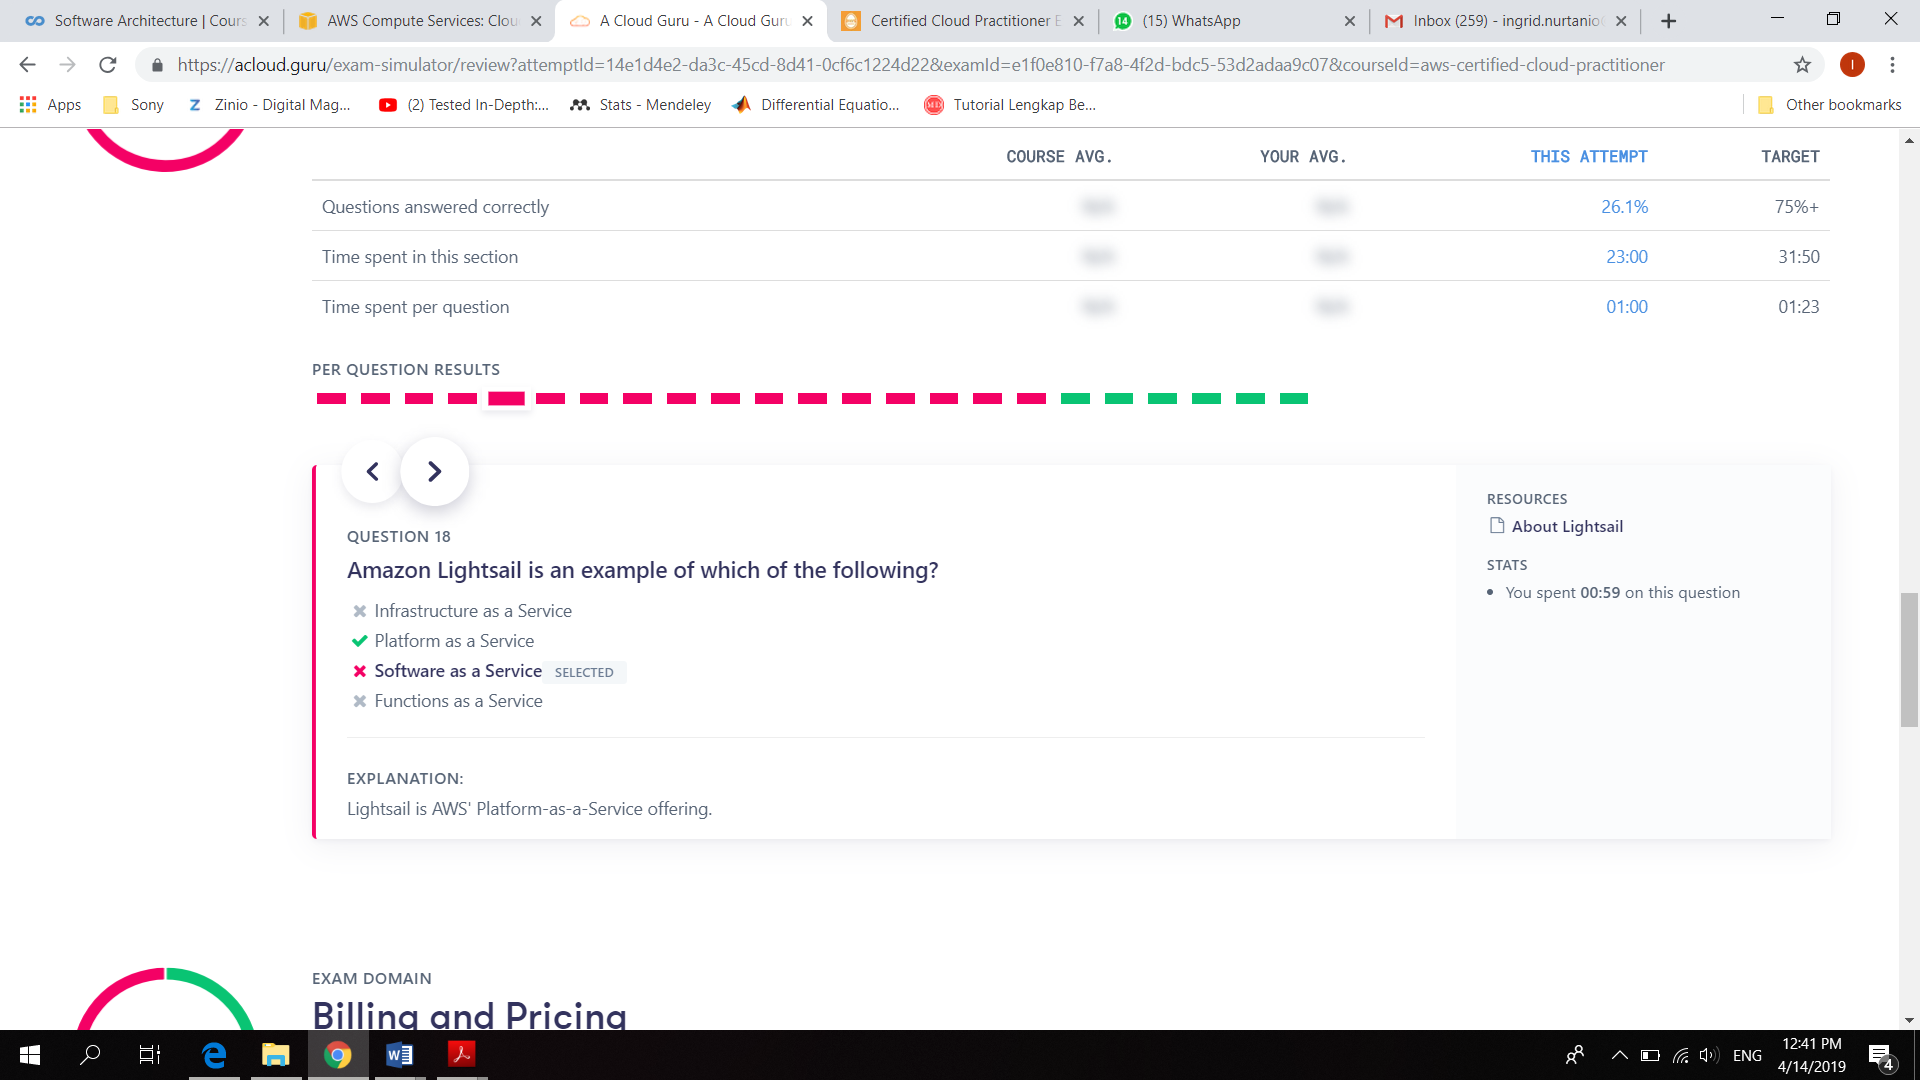 Software Architecture | Cours
AWS Compute Services: Clou
A Cloud Guru - A Cloud Guru
Certified Cloud Practitioner E
(15) WhatsApp
Inbox (259) - ingrid.nurtanio
https://acloud.guru/exam-simulator/review?attemptId=14e1d4e2-da3c-45cd-8d41-0cf6c1224d22&examId=e1f0e810-f7a8-4f2d-bdc5-53d2adaa9c07&courseId=aws-certified-cloud-practitioner
Apps Sony Zinio - Digital Mag... (2) Tested In-Depth:... Stats - Mendeley Differential Equatio... Tutorial Lengkap Be... Other bookmarks
COURSE AVG. YOUR AVG. THIS ATTEMPT TARGET
Questions answered correctly 26.1% 75%+
Time spent in this section 23:00 31:50
Time spent per question 01:00 01:23
PER QUESTION RESULTS
QUESTION 18
Amazon Lightsail is an example of which of the following?
Infrastructure as a Service
Platform as a Service
Software as a Service SELECTED
Functions as a Service
EXPLANATION:
Lightsail is AWS' Platform-as-a-Service offering.
RESOURCES
About Lightsail
STATS
You spent 00:59 on this question
EXAM DOMAIN
Billing and Pricing
ENG
12:41 PM
4/14/2019
4